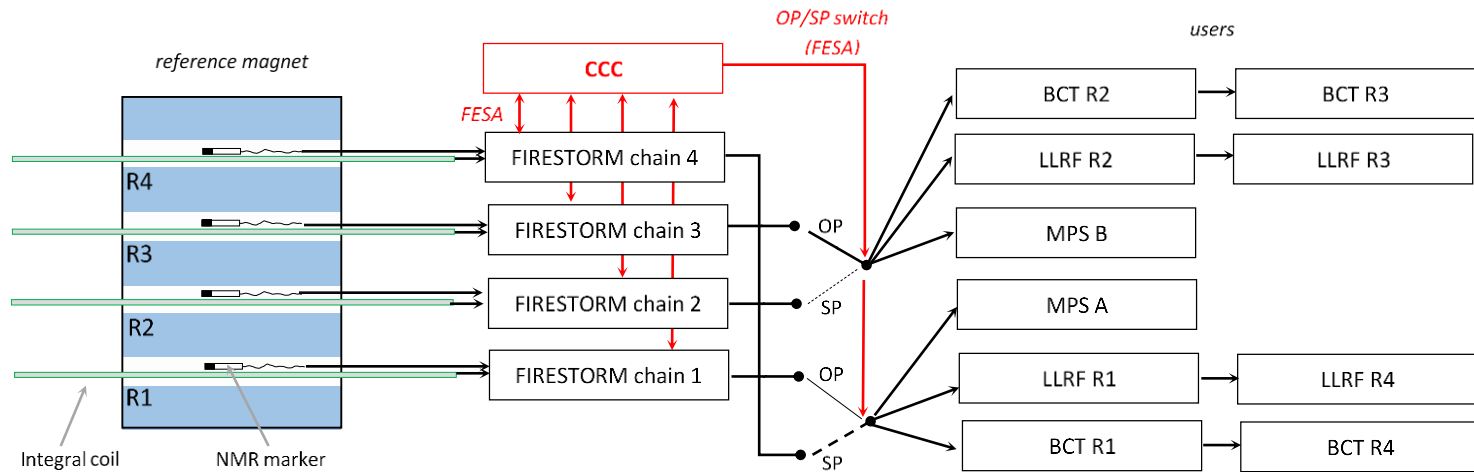 OP/SP switch
(FESA)
users
reference magnet
CCC
FESA
BCT R2
BCT R3
LLRF R2
LLRF R3
FIRESTORM chain 4
R4
FIRESTORM chain 3
OP
MPS B
R3
FIRESTORM chain 2
SP
MPS A
R2
FIRESTORM chain 1
OP
LLRF R1
LLRF R4
R1
BCT R1
BCT R4
SP
Integral coil
NMR marker